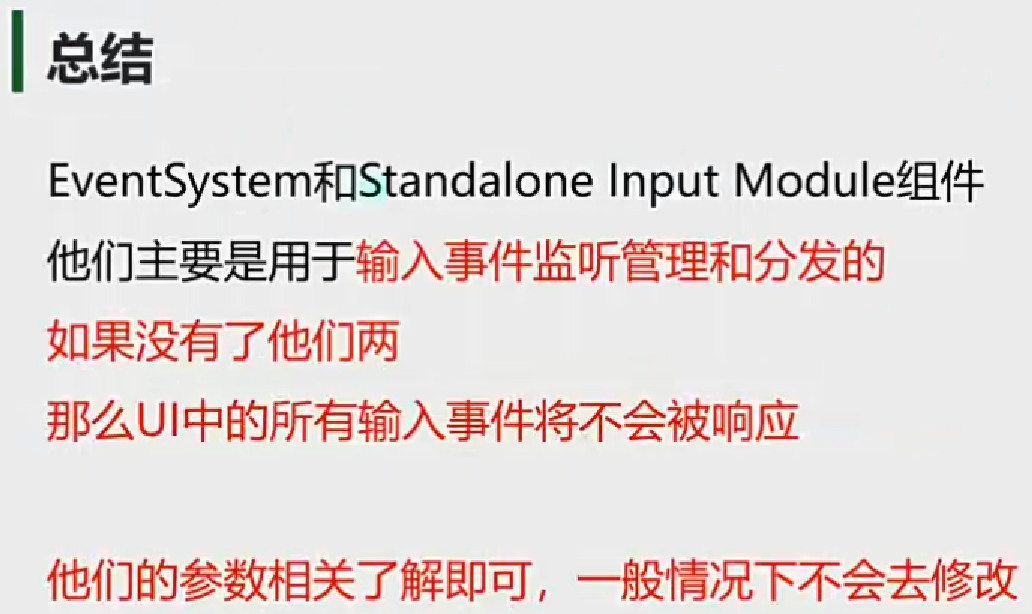 总结
EventSystem和Standalone Input Module组件
他们主要是用于输入事件监听管理和分发的
如果没有了他们两
那么UI中的所有输入事件将不会被响应
他们的参数相关了解即可，一般情况下不会去修改